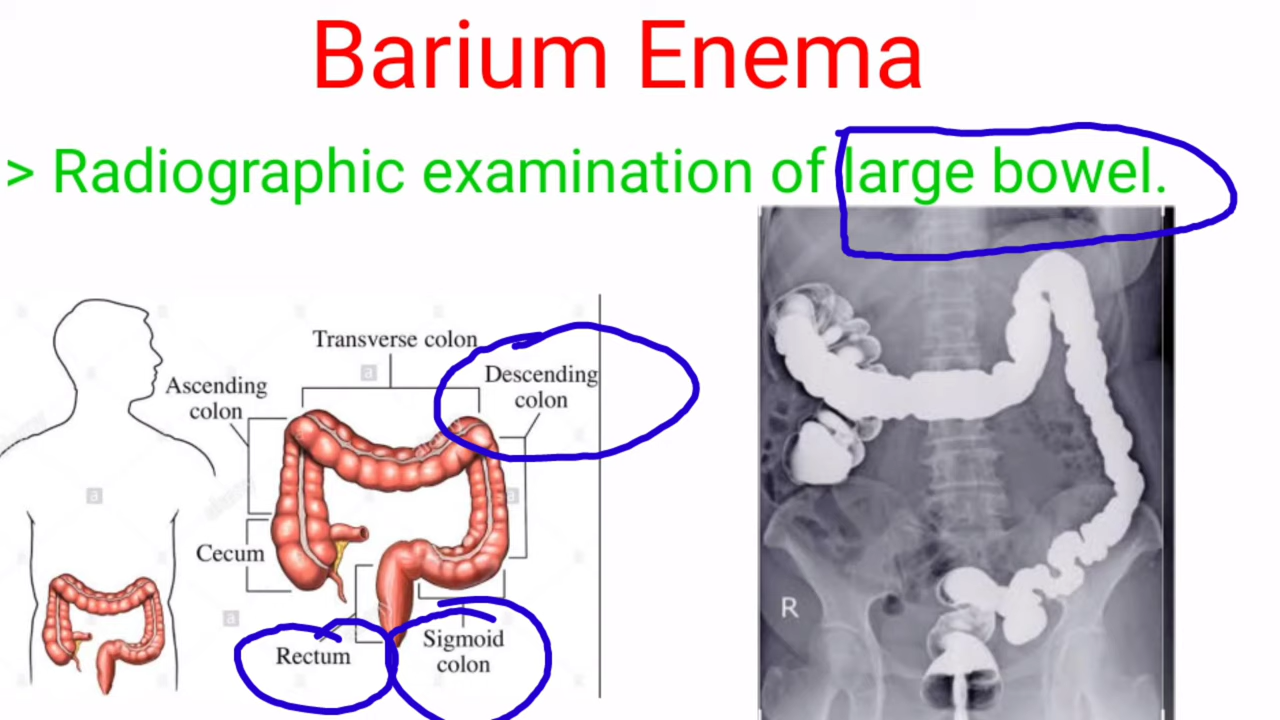 Barium Enema
> Radiographic examination of large bowel.
Transverse colon
Descending
colon
Ascending
colon
Cecum
Rectum
Sigmoid
colon
R
a
a
a
a